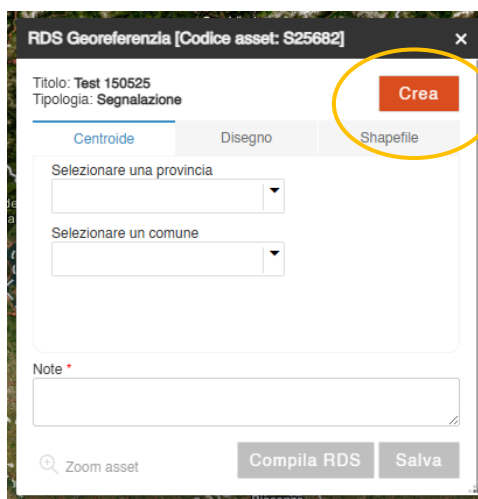 RDS Georeferenzia [Codice asset: S25682] ×
Titolo: Test 150525
Tipologia: Segnalazione
Crea
Centroide Disegno Shapefile
Selezionare una provincia
Selezionare un comune
Note *
Zoom asset Compila RDS Salva